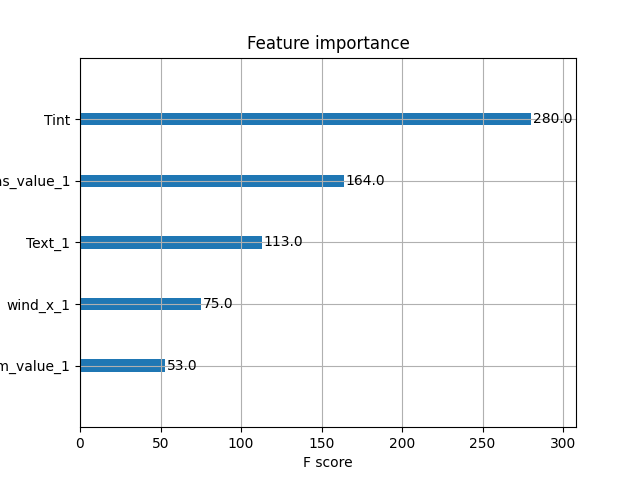 Feature importance
Tint 280.0
s_value_1 164.0
Text_1 113.0
wind_x_1 75.0
m_value_1 53.0
0 50 100 150 200 250 300
F score